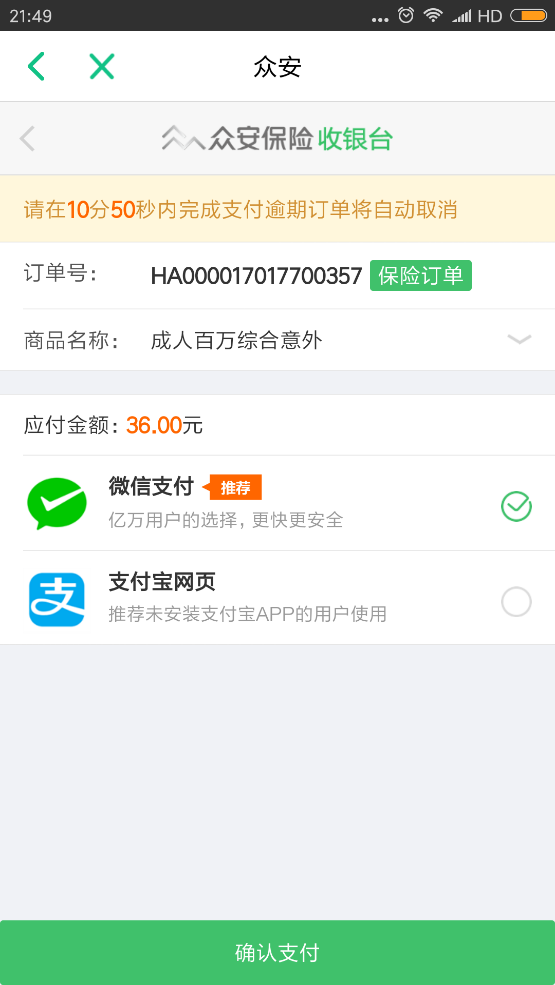 21:49 ... HD
众安
众安保险 收银台
请在10分50秒内完成支付逾期订单将自动取消
订单号： HA000017017700357 保险订单
商品名称： 成人百万综合意外
应付金额：36.00元
微信支付 推荐
亿万用户的选择，更快更安全
支 支付宝网页
推荐未安装支付宝APP的用户使用
确认支付